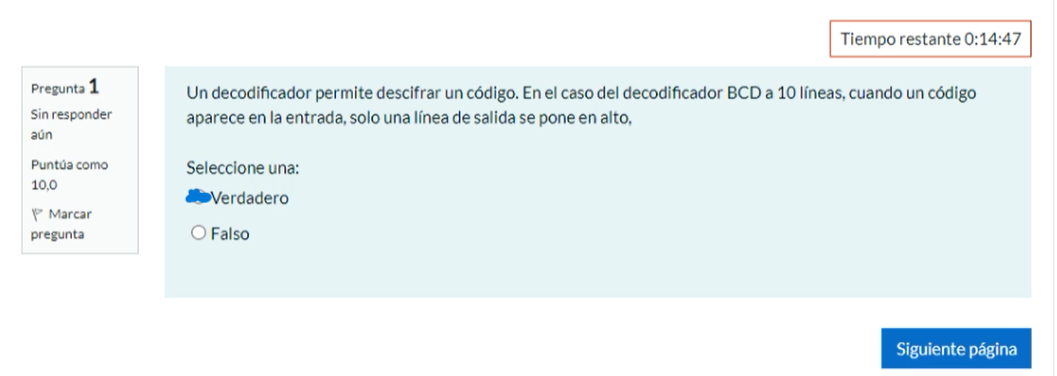 Tiempo restante 0:14:47
Pregunta 1
Sin responder
aún
Puntúa como
10,0
Marcar
pregunta
Un decodificador permite descifrar un código. En el caso del decodificador BCD a 10 líneas, cuando un código
aparece en la entrada, solo una línea de salida se pone en alto,
Seleccione una:
Verdadero
Falso
Siguiente página